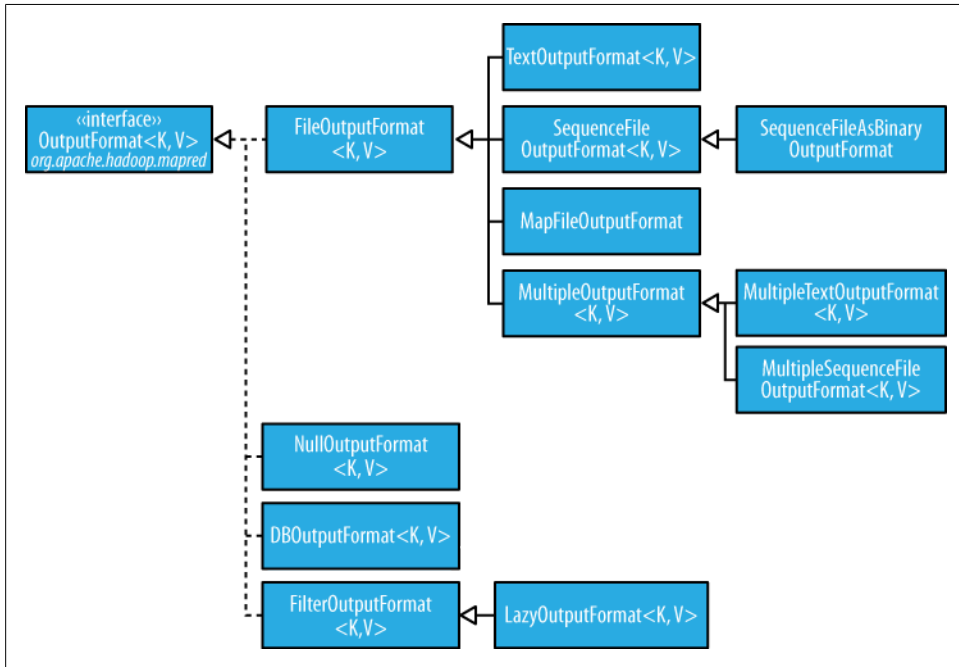 TextOutputFormat<K, V>
«interface»
OutputFormat<K, V>
org.apache.hadoop.mapred
FileOutputFormat
<K, V>
SequenceFile
OutputFormat<K, V>
SequenceFileAsBinary
OutputFormat
MapFileOutputFormat
MultipleOutputFormat
<K, V>
MultipleTextOutputFormat
<K, V>
MultipleSequenceFile
OutputFormat<K, V>
NullOutputFormat
<K, V>
DBOutputFormat<K, V>
FilterOutputFormat
<K,V>
LazyOutputFormat<K, V>